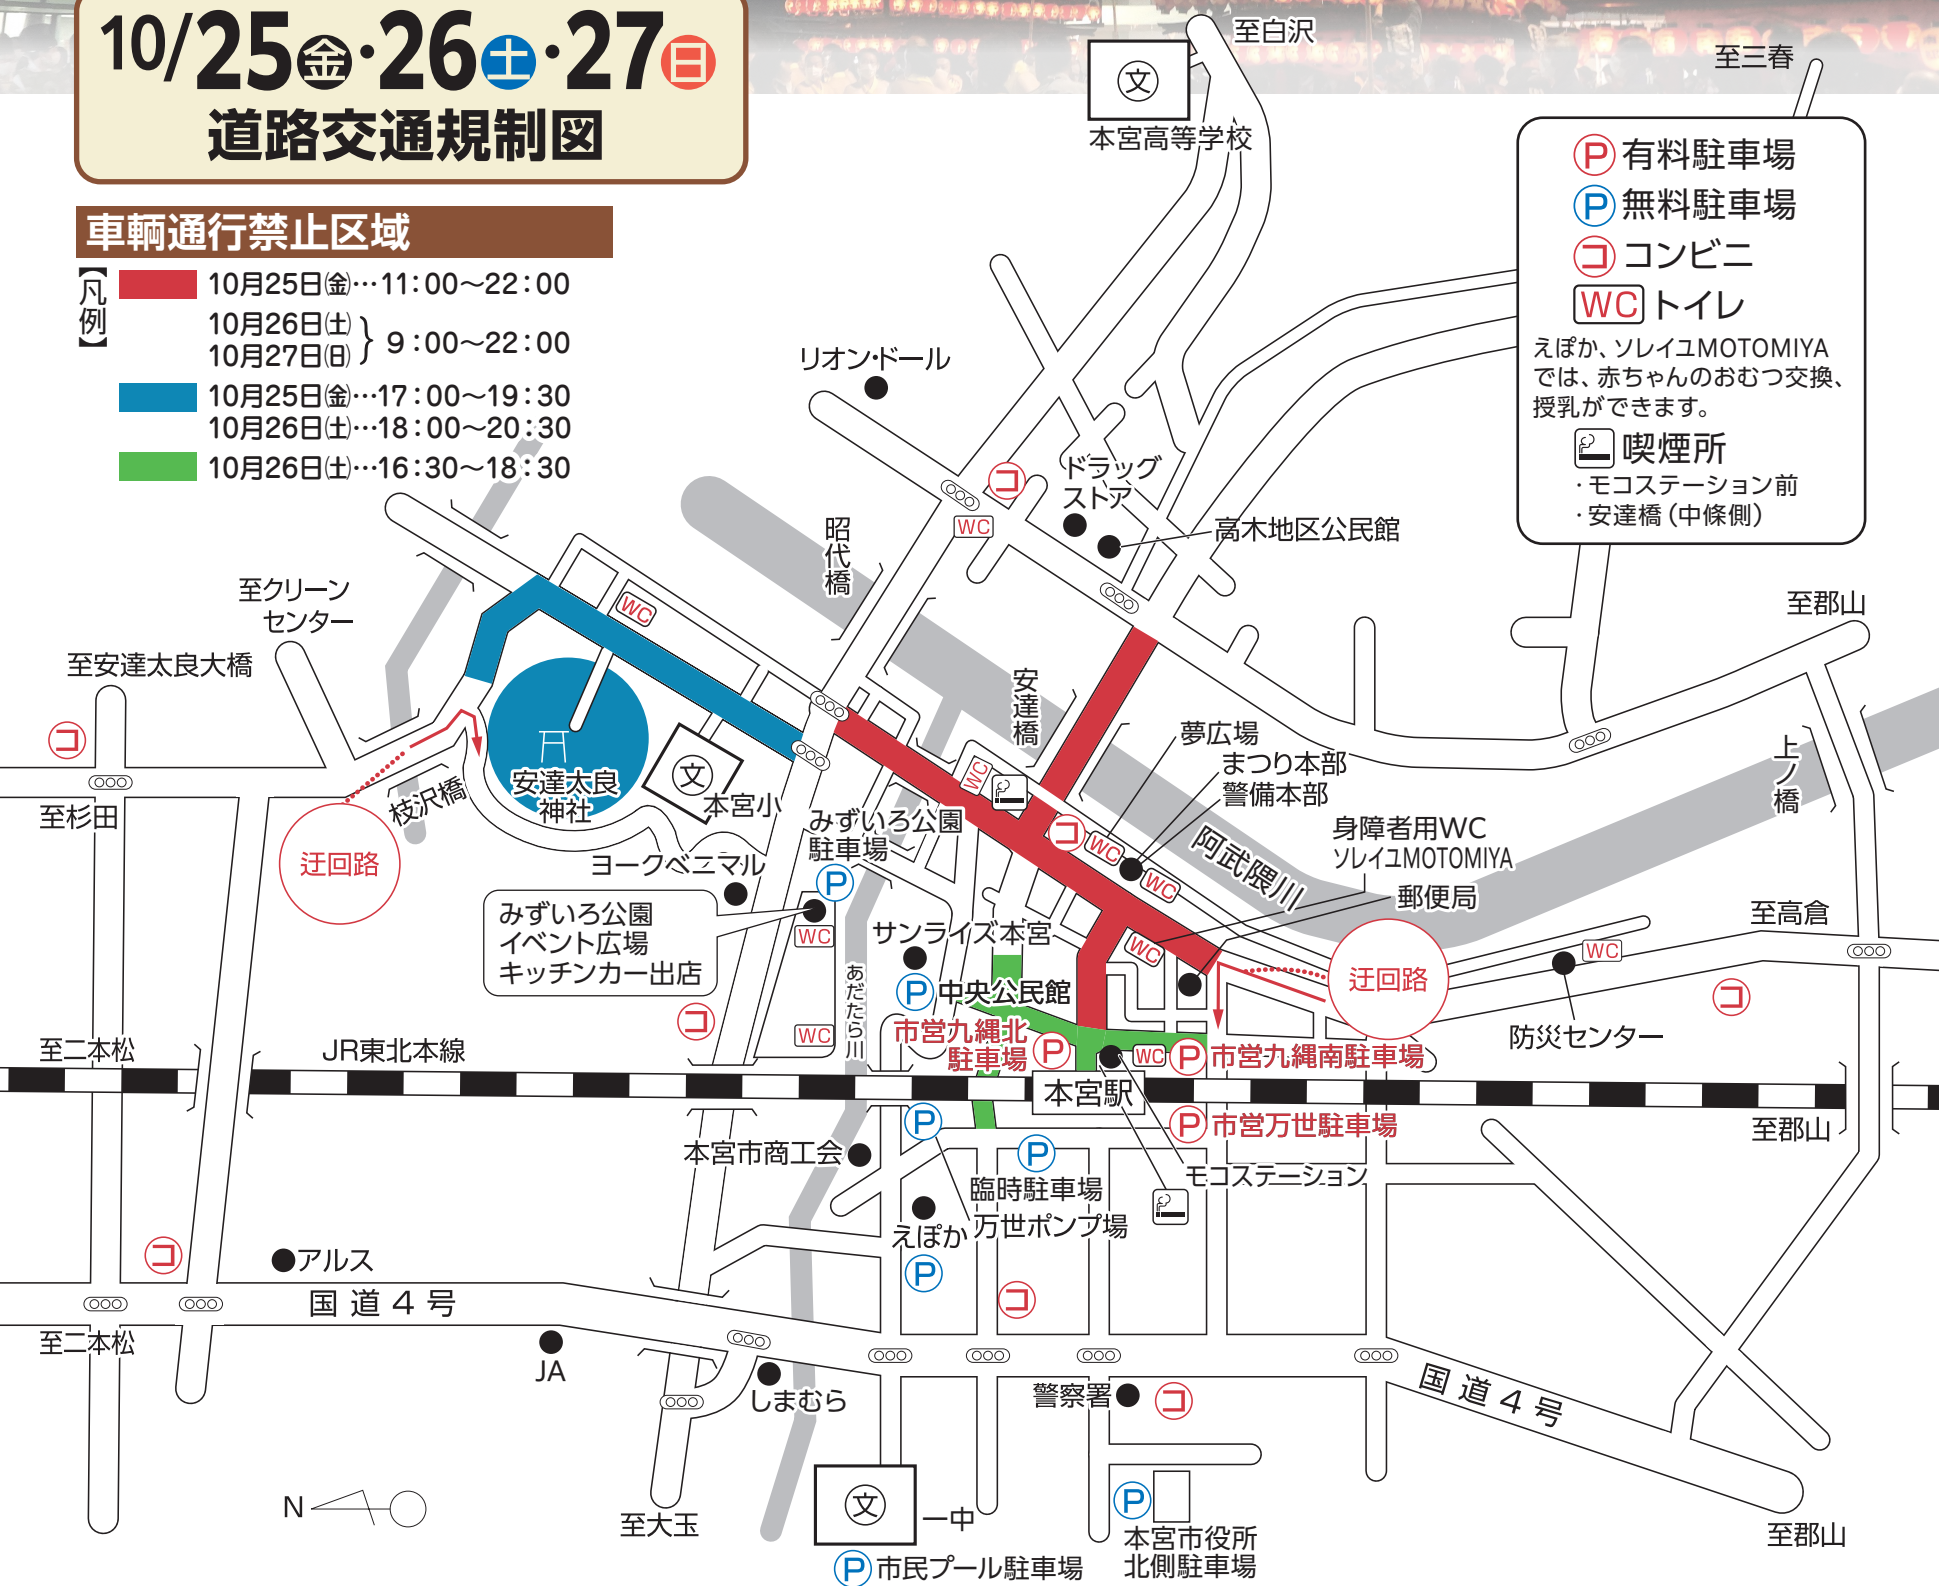 10/25金・26土・27日
道路交通規制図
車輌通行禁止区域
【凡例】
10月25日㈮…11:00〜22:00
10月26日㈯
10月27日㈰
} 9:00〜22:00
10月25日㈮…17:00〜19:30
10月26日㈯…18:00〜20:30
10月26日㈯…16:30〜18:30
至白沢
至三春
文
本宮高等学校
P 有料駐車場
P 無料駐車場
コ コンビニ
WC トイレ
えぽか、ソレイユMOTOMIYA
では、赤ちゃんのおむつ交換、
授乳ができます。
喫煙所
・モコステーション前
・安達橋（中條側）
リオン・ドール
コ
ドラッグ
ストア
WC
高木地区公民館
昭代橋
至クリーン
センター
WC
至郡山
至安達太良大橋
コ
安達橋
夢広場
まつり本部
警備本部
上ノ橋
至杉田
枝沢橋
安達太良
神社
文
本宮小
WC
みずいろ公園
駐車場
P
コ
WC
WC
阿武隈川
身障者用WC
ソレイユMOTOMIYA
郵便局
迂回路
ヨークベニマル
みずいろ公園
イベント広場
キッチンカー出店
WC
サンライズ本宮
WC
至高倉
WC
迂回路
コ
P
中央公民館
あだたら川
コ
WC
市営九縄北
駐車場
P
WC
P
市営九縄南駐車場
防災センター
至二本松
JR東北本線
本宮駅
P
市営万世駐車場
至郡山
P
本宮市商工会
P
臨時駐車場
モコステーション
万世ポンプ場
えぽか
P
コ
アルス
コ
国道4号
至二本松
JA
しまむら
警察署
コ
国道4号
N
至大玉
文
一中
P
市民プール駐車場
P
本宮市役所
北側駐車場
至郡山